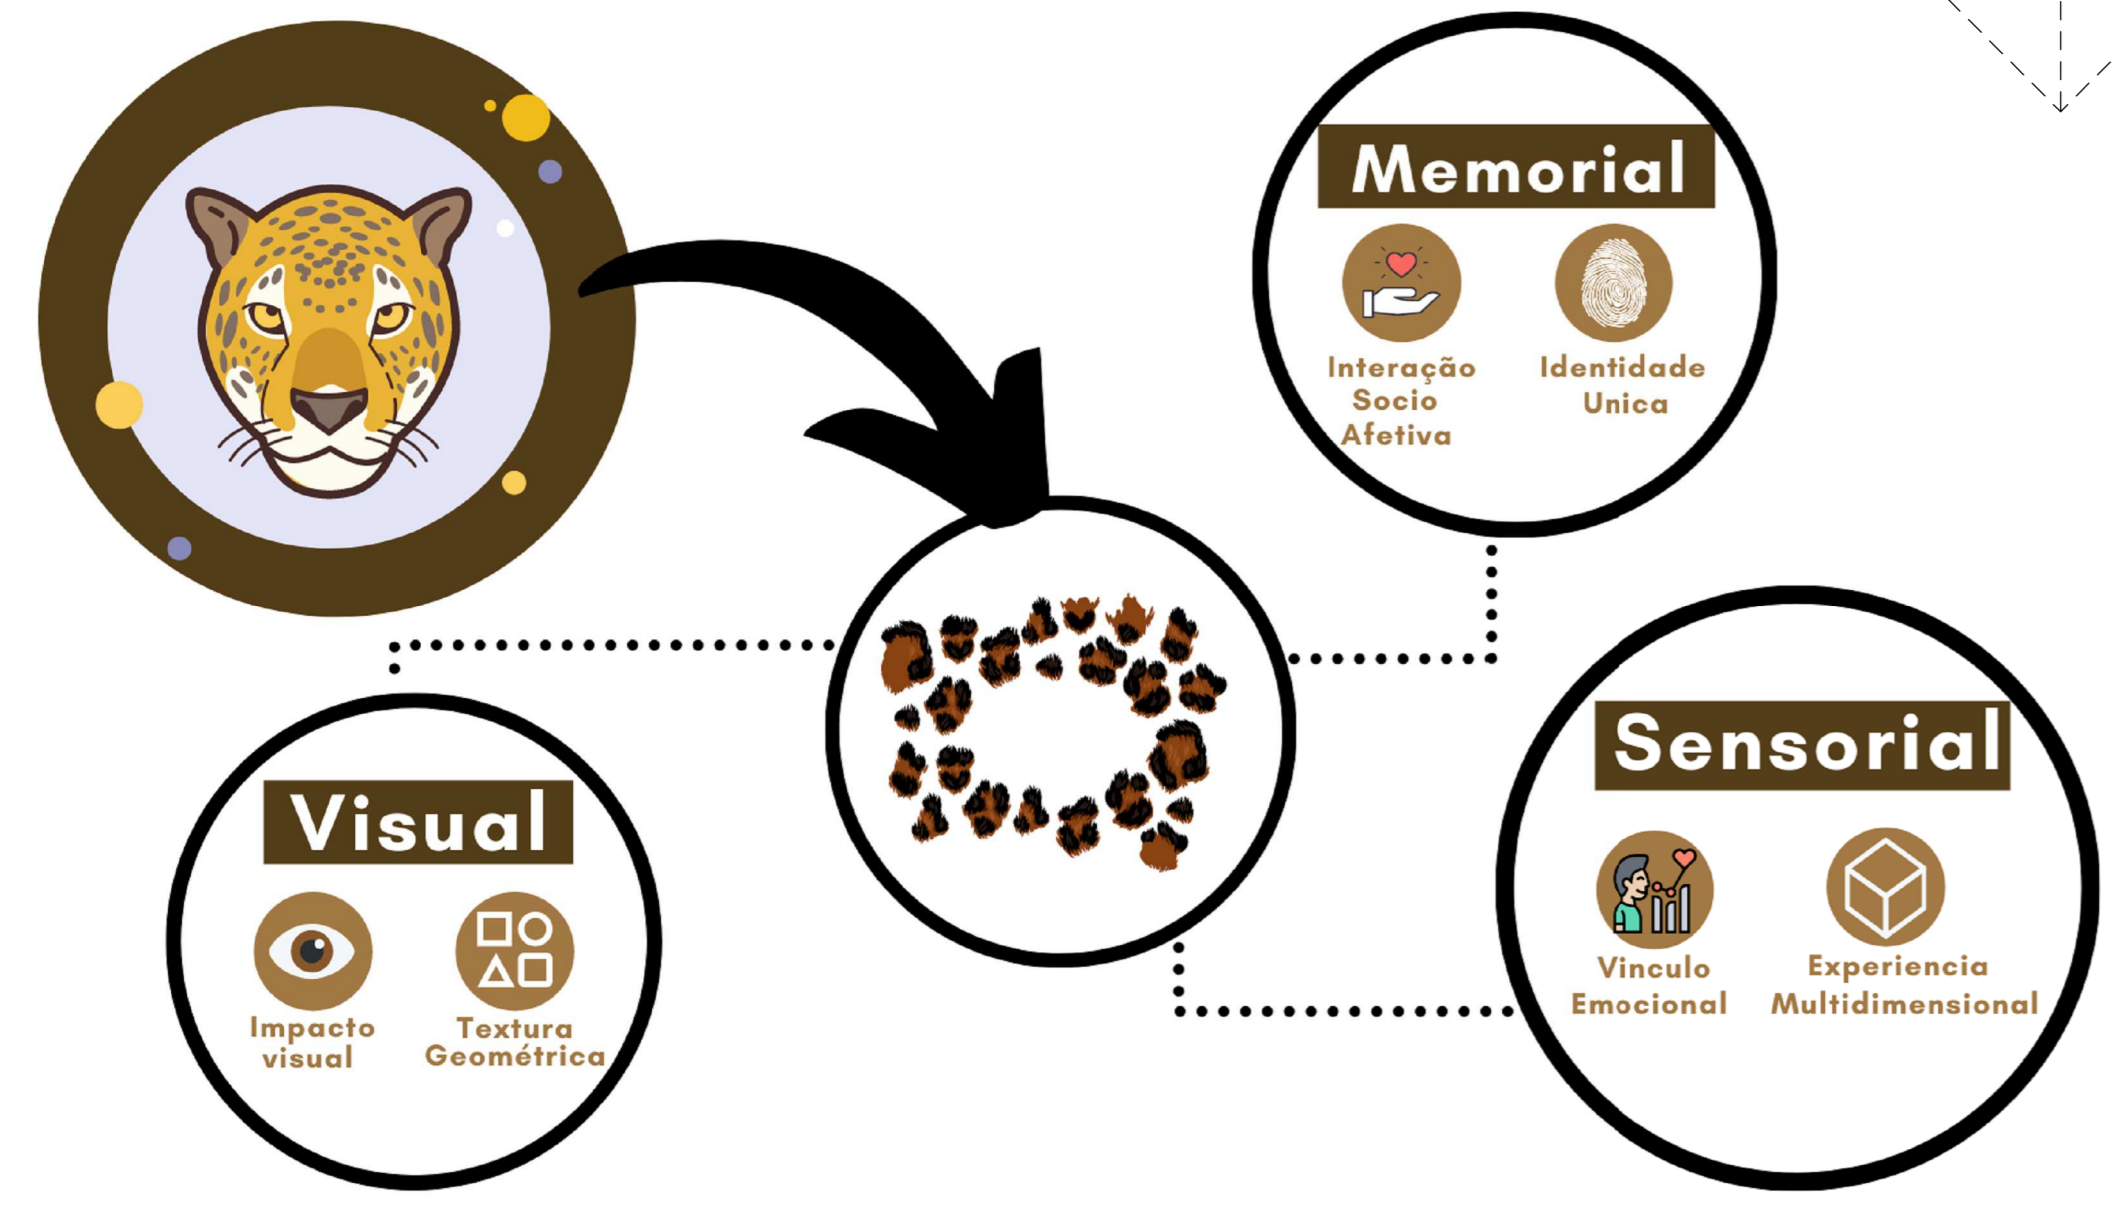 Memorial
Interação
Socio
Afetiva
Identidade
Unica
Visual
Impacto
visual
Textura
Geométrica
Sensorial
Vinculo
Emocional
Experiencia
Multidimensional